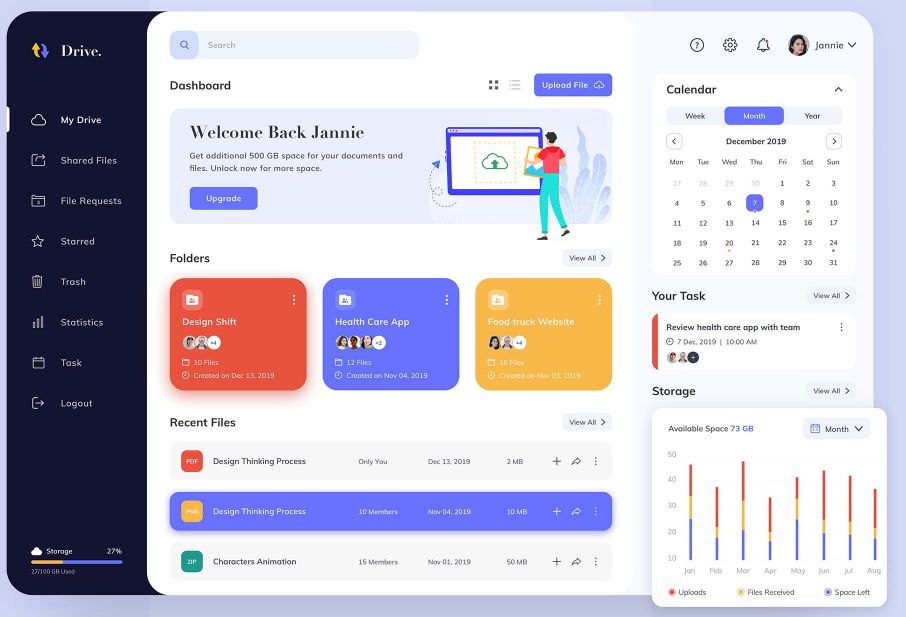 Drive.
My Drive
Shared Files
File Requests
Starred
Trash
Statistics
Task
Logout
Storage 27%
27/100 GB Used
Search
Dashboard
Upload File
Welcome Back Jannie
Get additional 500 GB space for your documents and
files. Unlock now for more space.
Upgrade
Folders
View All
Design Shift
+4
10 Files
Created on Dec 13, 2019
Health Care App
+2
12 Files
Created on Nov 04, 2019
Food truck Website
+4
16 Files
Created on Nov 03, 2019
Recent Files
View All
PDF Design Thinking Process Only You Dec 13, 2019 2 MB
PNG Design Thinking Process 10 Members Nov 04, 2019 10 MB
ZIP Characters Animation 15 Members Nov 01, 2019 50 MB
Jannie
Calendar
Week Month Year
December 2019
Mon Tue Wed Thu Fri Sat Sun
27 28 29 30 1 2 3
4 5 6 7 8 9 10
11 12 13 14 15 16 17
18 19 20 21 22 23 24
25 26 27 28 29 30 31
Your Task
View All
Review health care app with team
7 Dec, 2019 | 10:00 AM
Storage
View All
Available Space 73 GB
Month
50
40
30
20
10
Jan Feb Mar Apr May Jun jul Aug
Uploads Files Received Space Left